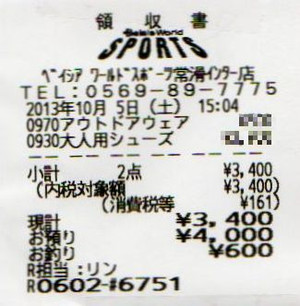 領収書
Beisia World
SPORTS
ベイシア ワールドスポーツ常滑インター店
TEL:0569-89-7775
2013年10月 5日(土) 15:04
0970アウトドアウェア
0930大人用シューズ
小計 2点 ¥3,400
(内税対象額 ¥3,400)
(消費税等 ¥161)
現計 ¥3,400
お預り ¥4,000
お釣り ¥600
R担当:リン
R0602-#6751